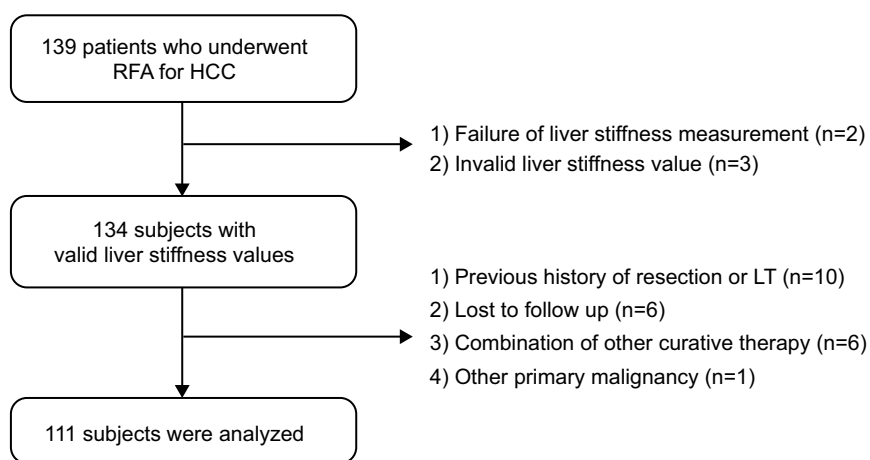 139 patients who underwent
RFA for HCC
1) Failure of liver stiffness measurement (n=2)
2) Invalid liver stiffness value (n=3)
134 subjects with
valid liver stiffness values
1) Previous history of resection or LT (n=10)
2) Lost to follow up (n=6)
3) Combination of other curative therapy (n=6)
4) Other primary malignancy (n=1)
111 subjects were analyzed